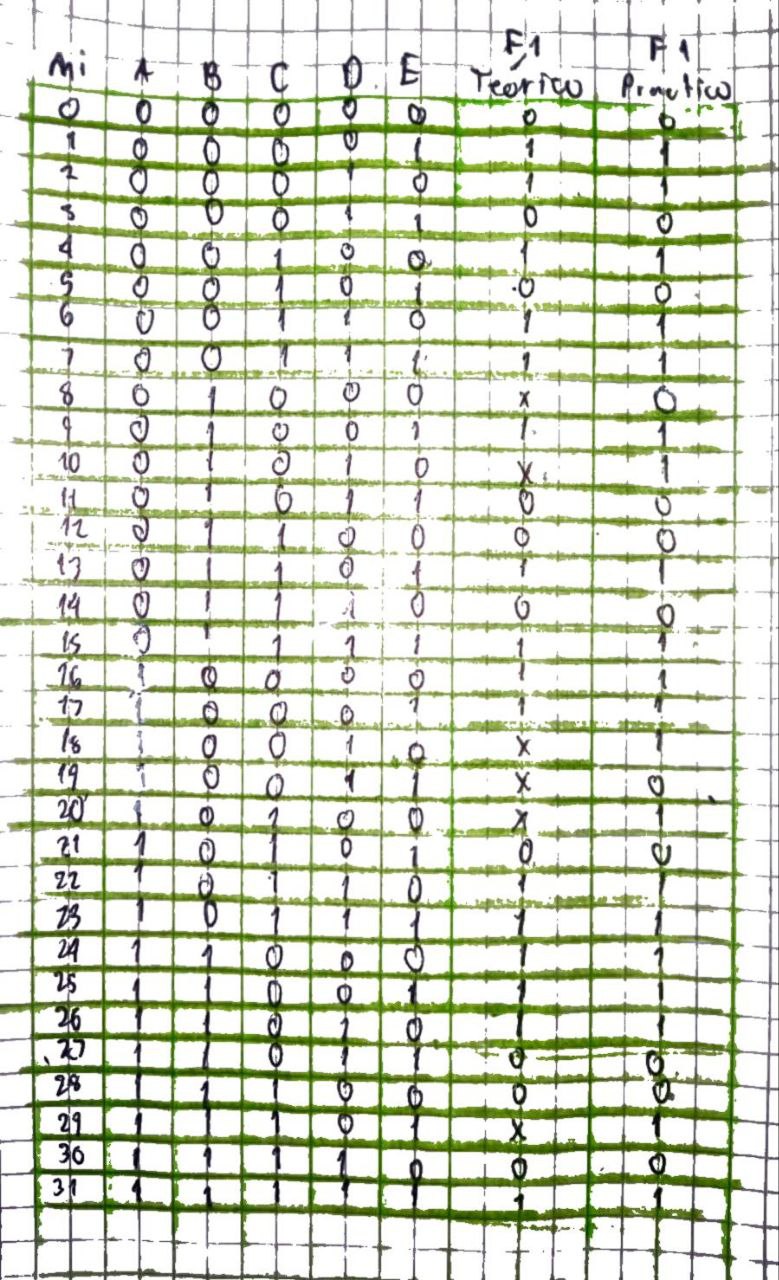 F1 F1
mi A B C D E Teórico Practico
0 0 0 0 0 0 0 0
1 0 0 0 0 1 1 1
2 0 0 0 1 0 1 1
3 0 0 0 1 1 0 0
4 0 0 1 0 0 1 1
5 0 0 1 0 1 0 0
6 0 0 1 1 0 1 1
7 0 0 1 1 1 1 1
8 0 1 0 0 0 x 0
9 0 1 0 0 1 1 1
10 0 1 0 1 0 x 1
11 0 1 0 1 1 0 0
12 0 1 1 0 0 0 0
13 0 1 1 0 1 1 1
14 0 1 1 1 0 0 0
15 0 1 1 1 1 1 1
16 1 0 0 0 0 1 1
17 1 0 0 0 1 1 1
18 1 0 0 1 0 x 1
19 1 0 0 1 1 x 0
20 1 0 1 0 0 x 1
21 1 0 1 0 1 0 0
22 1 0 1 1 0 1 1
23 1 0 1 1 1 1 1
24 1 1 0 0 0 1 1
25 1 1 0 0 1 1 1
26 1 1 0 1 0 1 1
27 1 1 0 1 1 0 0
28 1 1 1 0 0 0 0
29 1 1 1 0 1 x 1
30 1 1 1 1 0 0 0
31 1 1 1 1 1 1 1